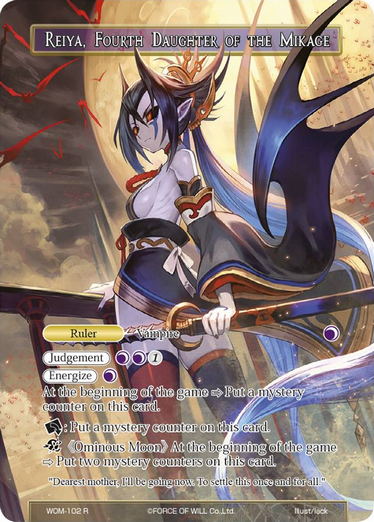 Reiya, Fourth Daughter of the Mikage
Ruler Vampire
Judgement 1
Energize
At the beginning of the game ⇒ Put a mystery
counter on this card.
: Put a mystery counter on this card.
《Ominous Moon》 At the beginning of the game
⇒ Put two mystery counters on this card.
"Dearest mother, I'll be going now. To settle this once and for all."
WOM-102 R ©FORCE OF WILL Co.,Ltd. Illust/lack